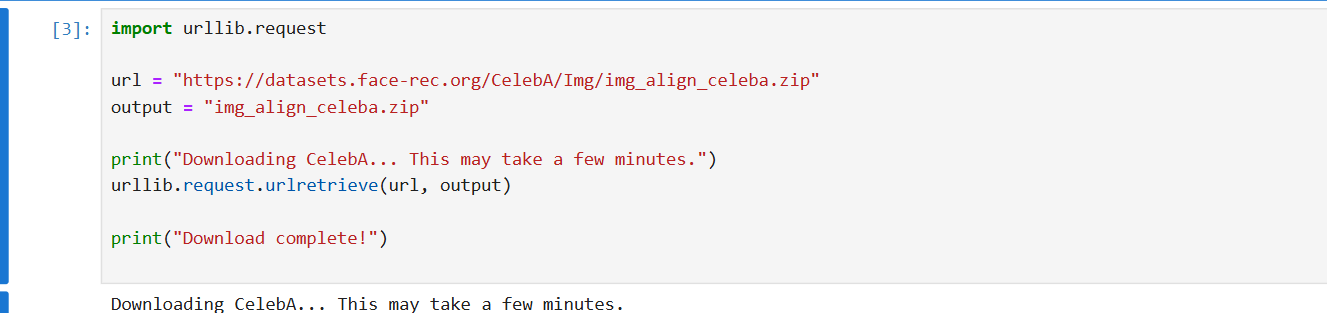 [3]: import urllib.request
url = "https://datasets.face-rec.org/CelebA/Img/img_align_celeba.zip"
output = "img_align_celeba.zip"
print("Downloading CelebA... This may take a few minutes.")
urllib.request.urlretrieve(url, output)
print("Download complete!")
Downloading CelebA... This may take a few minutes.